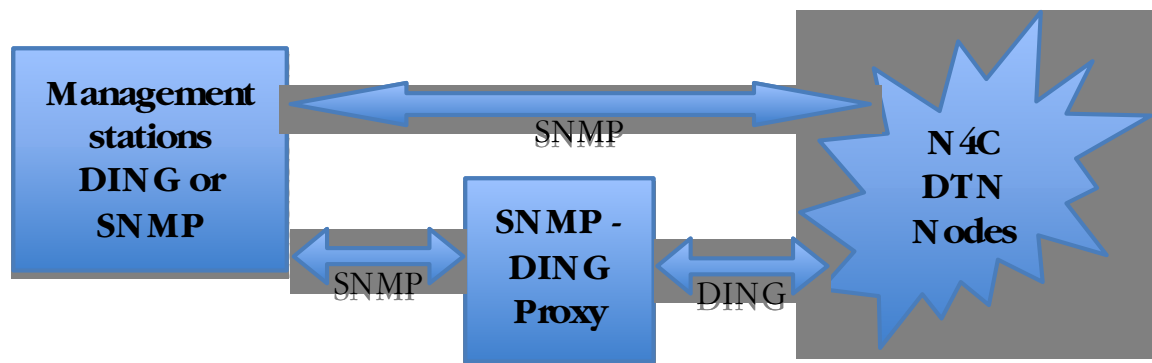 Management
stations
DING or
SNMP
SNMP
N4C
DTN
Nodes
SNMP
SNMP -
DING
Proxy
DING